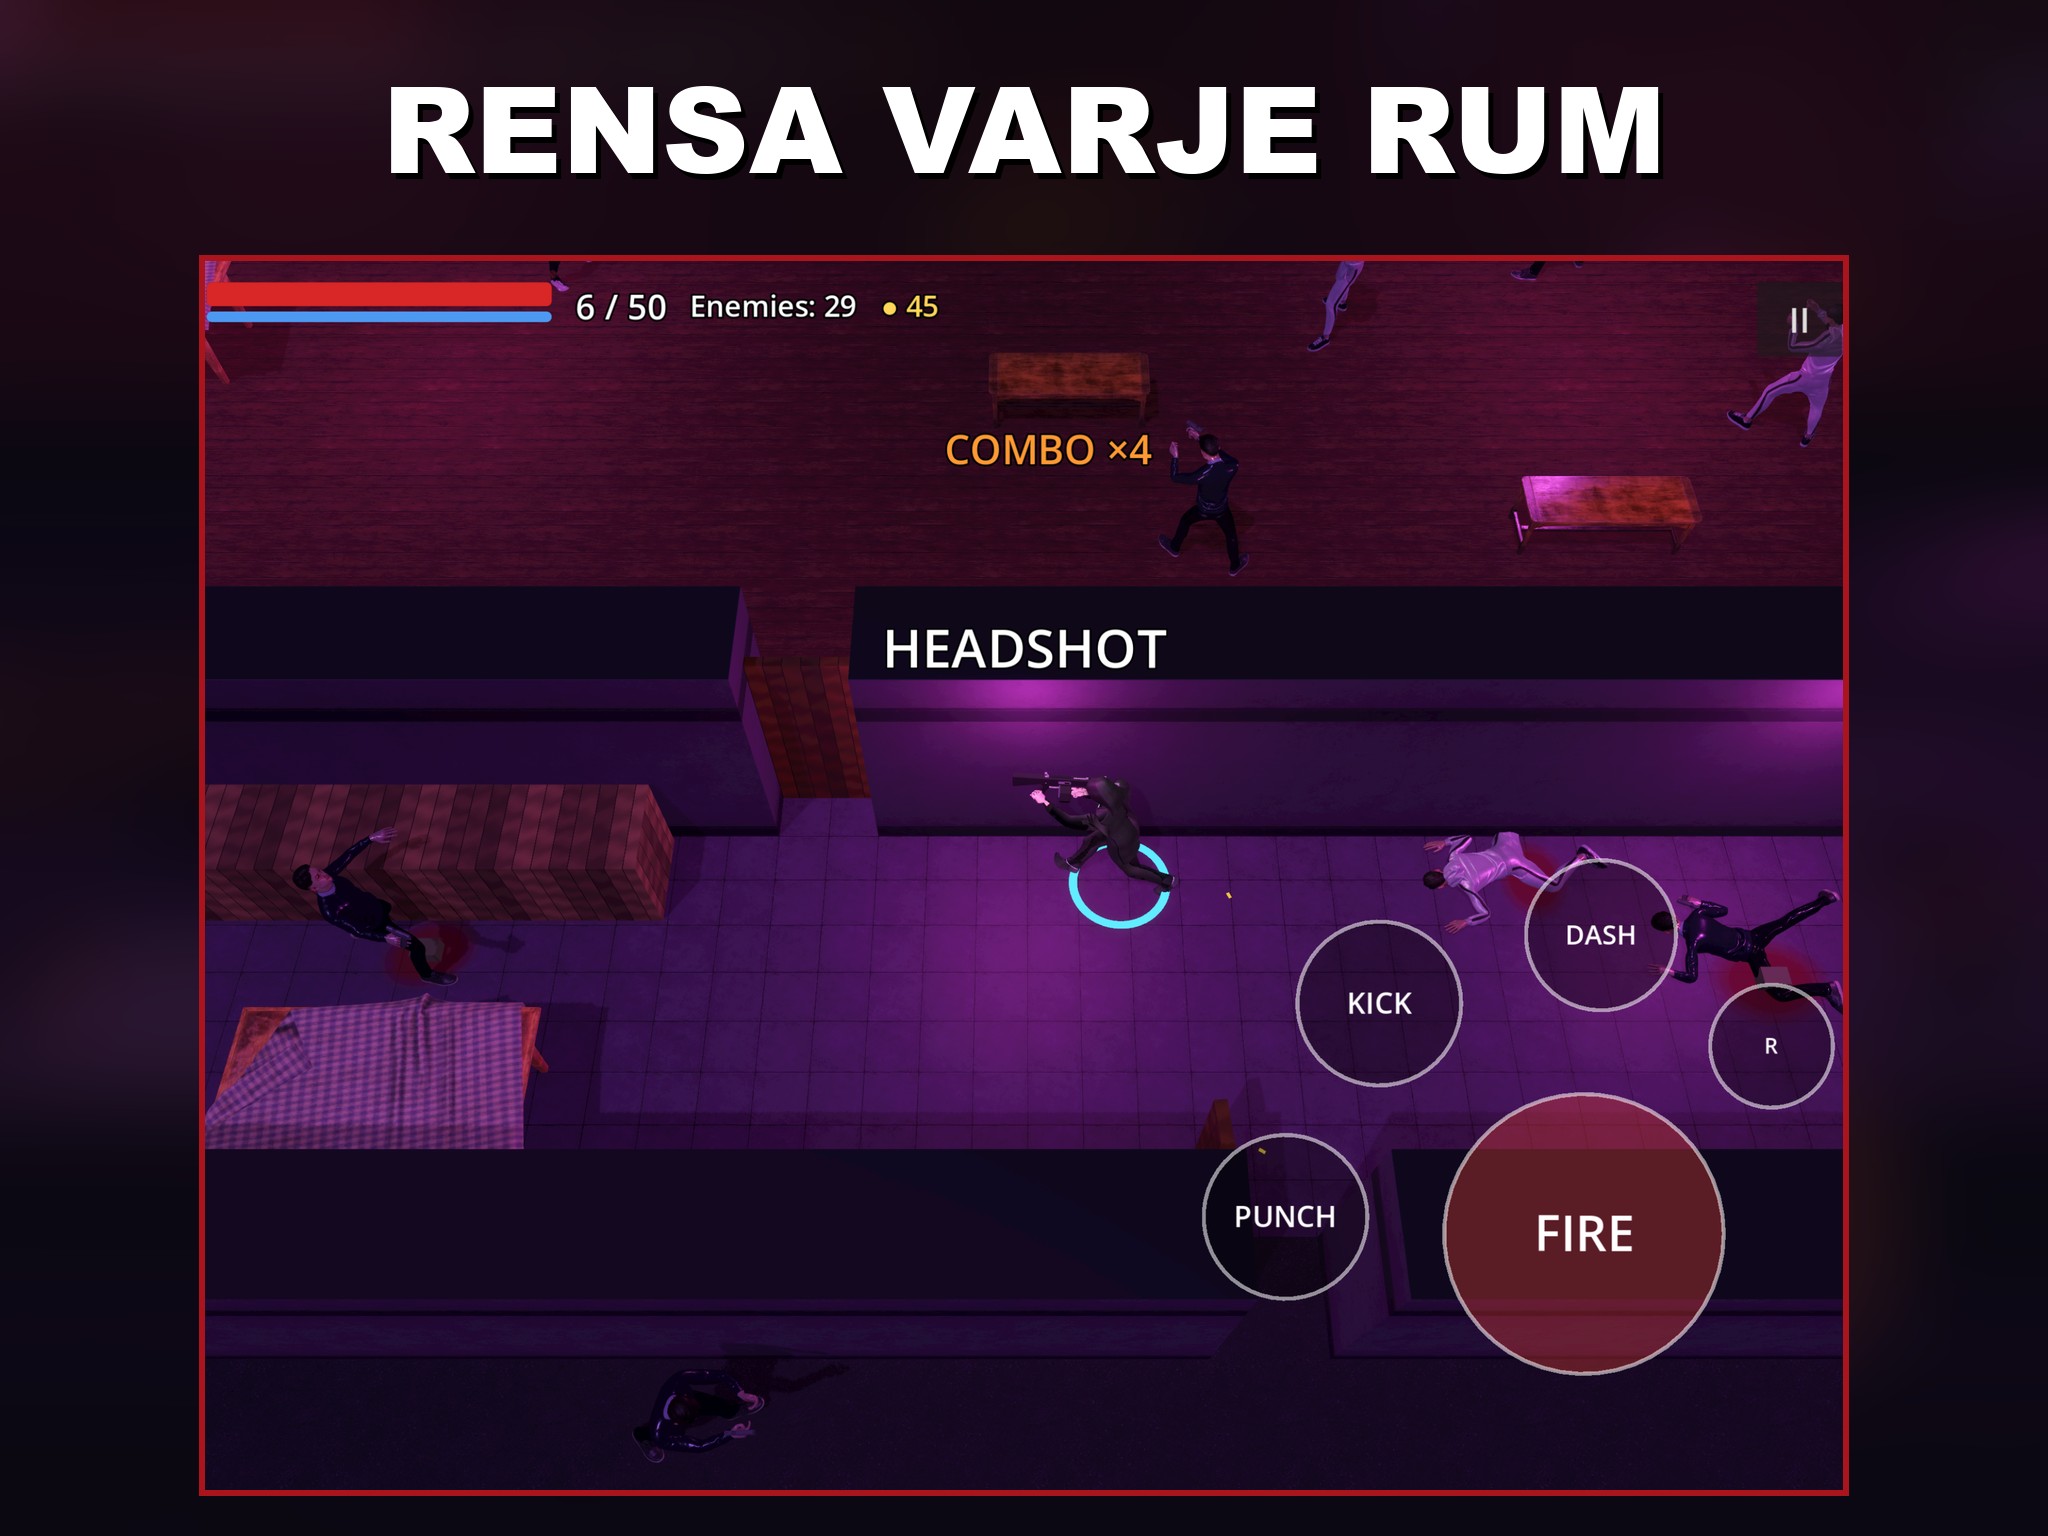 RENSA VARJE RUM
6 / 50 Enemies: 29 45
COMBO ×4
HEADSHOT
DASH
KICK
R
PUNCH
FIRE